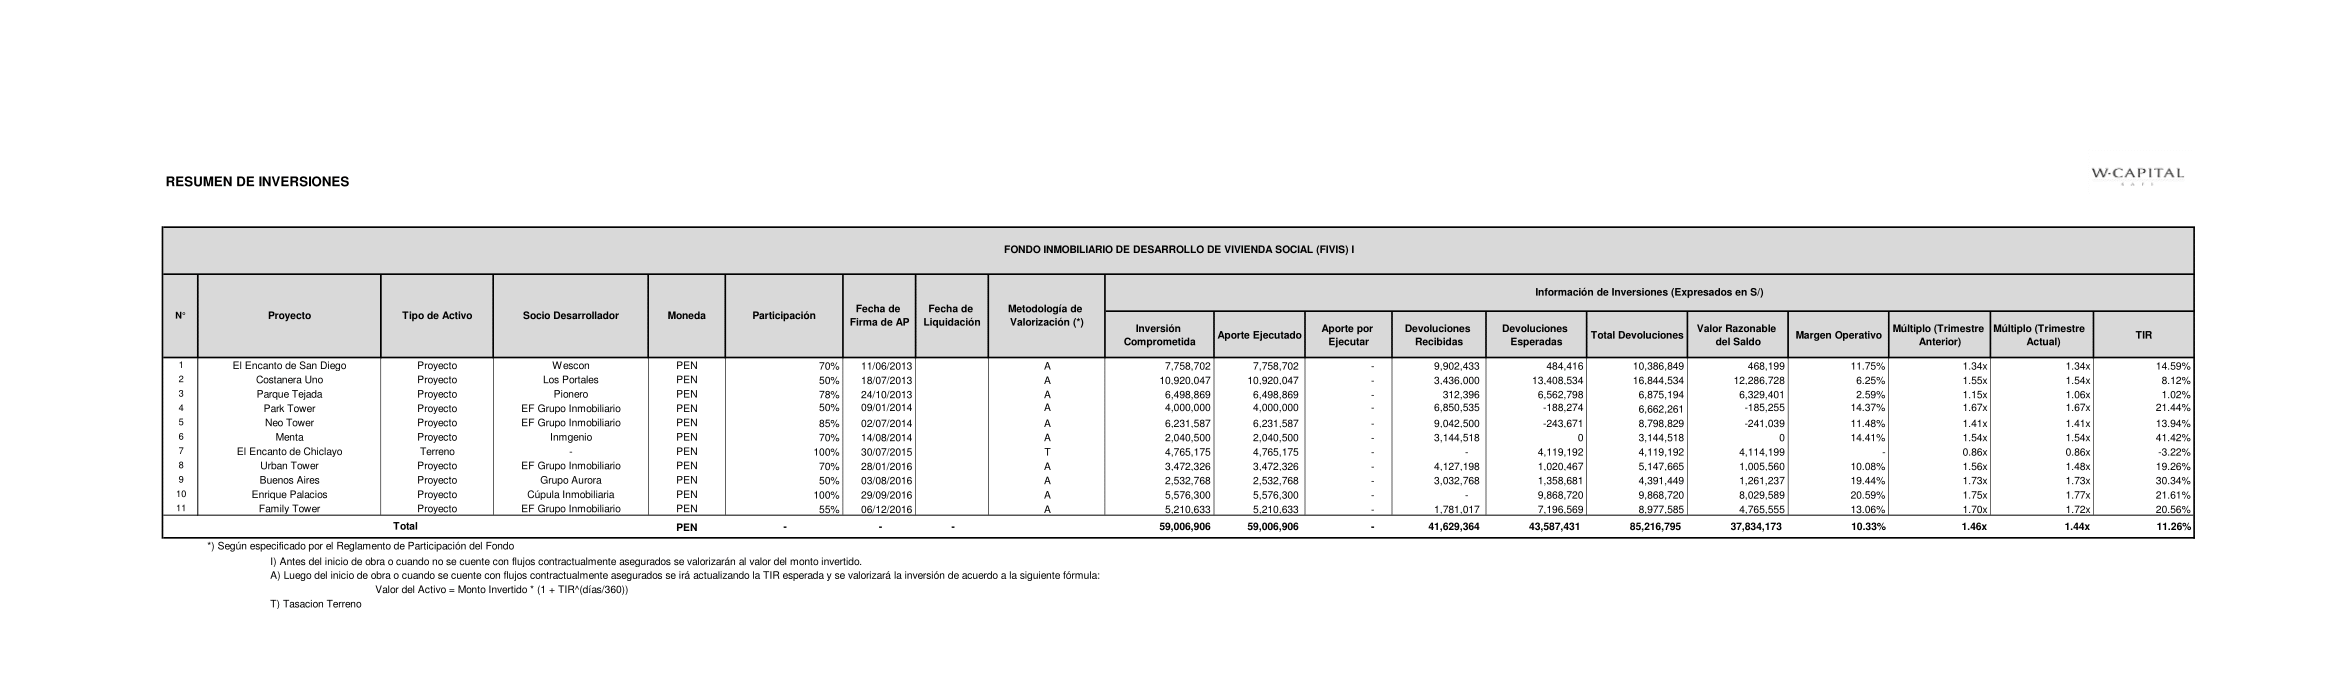 RESUMEN DE INVERSIONES
W-CAPITAL
SAFI
FONDO INMOBILIARIO DE DESARROLLO DE VIVIENDA SOCIAL (FIVIS) I
N° Proyecto Tipo de Activo Socio Desarrollador Moneda Participación Fecha de Firma de AP Fecha de Liquidación Metodología de Valorización (*) Información de Inversiones (Expresados en S/)
Inversión Comprometida Aporte Ejecutado Aporte por Ejecutar Devoluciones Recibidas Devoluciones Esperadas Total Devoluciones Valor Razonable del Saldo Margen Operativo Múltiplo (Trimestre Anterior) Múltiplo (Trimestre Actual) TIR
1 El Encanto de San Diego Proyecto Wescon PEN 70% 11/06/2013 A 7,758,702 7,758,702 - 9,902,433 484,416 10,386,849 468,199 11.75% 1.34x 1.34x 14.59%
2 Costanera Uno Proyecto Los Portales PEN 50% 18/07/2013 A 10,920,047 10,920,047 - 3,436,000 13,408,534 16,844,534 12,286,728 6.25% 1.55x 1.54x 8.12%
3 Parque Tejada Proyecto Pionero PEN 78% 24/10/2013 A 6,498,869 6,498,869 - 312,396 6,562,798 6,875,194 6,329,401 2.59% 1.15x 1.06x 1.02%
4 Park Tower Proyecto EF Grupo Inmobiliario PEN 50% 09/01/2014 A 4,000,000 4,000,000 - 6,850,535 -188,274 6,662,261 -185,255 14.37% 1.67x 1.67x 21.44%
5 Neo Tower Proyecto EF Grupo Inmobiliario PEN 85% 02/07/2014 A 6,231,587 6,231,587 - 9,042,500 -243,671 8,798,829 -241,039 11.48% 1.41x 1.41x 13.94%
6 Menta Proyecto Inmgenio PEN 70% 14/08/2014 A 2,040,500 2,040,500 - 3,144,518 0 3,144,518 0 14.41% 1.54x 1.54x 41.42%
7 El Encanto de Chiclayo Terreno - PEN 100% 30/07/2015 T 4,765,175 4,765,175 - - 4,119,192 4,119,192 4,114,199 - 0.86x 0.86x -3.22%
8 Urban Tower Proyecto EF Grupo Inmobiliario PEN 70% 28/01/2016 A 3,472,326 3,472,326 - 4,127,198 1,020,467 5,147,665 1,005,560 10.08% 1.56x 1.48x 19.26%
9 Buenos Aires Proyecto Grupo Aurora PEN 50% 03/08/2016 A 2,532,768 2,532,768 - 3,032,768 1,358,681 4,391,449 1,261,237 19.44% 1.73x 1.73x 30.34%
10 Enrique Palacios Proyecto Cúpula Inmobiliaria PEN 100% 29/09/2016 A 5,576,300 5,576,300 - - 9,868,720 9,868,720 8,029,589 20.59% 1.75x 1.77x 21.61%
11 Family Tower Proyecto EF Grupo Inmobiliario PEN 55% 06/12/2016 A 5,210,633 5,210,633 - 1,781,017 7,196,569 8,977,585 4,765,555 13.06% 1.70x 1.72x 20.56%
Total PEN - - - 59,006,906 59,006,906 - 41,629,364 43,587,431 85,216,795 37,834,173 10.33% 1.46x 1.44x 11.26%
*) Según especificado por el Reglamento de Participación del Fondo
I) Antes del inicio de obra o cuando no se cuente con flujos contractualmente asegurados se valorizarán al valor del monto invertido.
A) Luego del inicio de obra o cuando se cuente con flujos contractualmente asegurados se irá actualizando la TIR esperada y se valorizará la inversión de acuerdo a la siguiente fórmula:
Valor del Activo = Monto Invertido * (1 + TIR^(días/360))
T) Tasacion Terreno